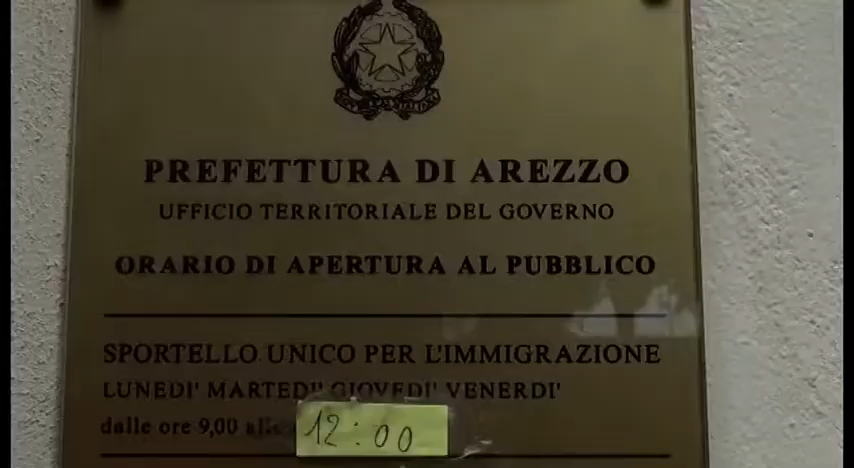 PREFETTURA DI AREZZO
UFFICIO TERRITORIALE DEL GOVERNO
ORARIO DI APERTURA AL PUBBLICO
SPORTELLO UNICO PER L'IMMIGRAZIONE
LUNEDI' MARTEDI' GIOVEDI' VENERDI'
dalle ore 9,00 alle 12:00